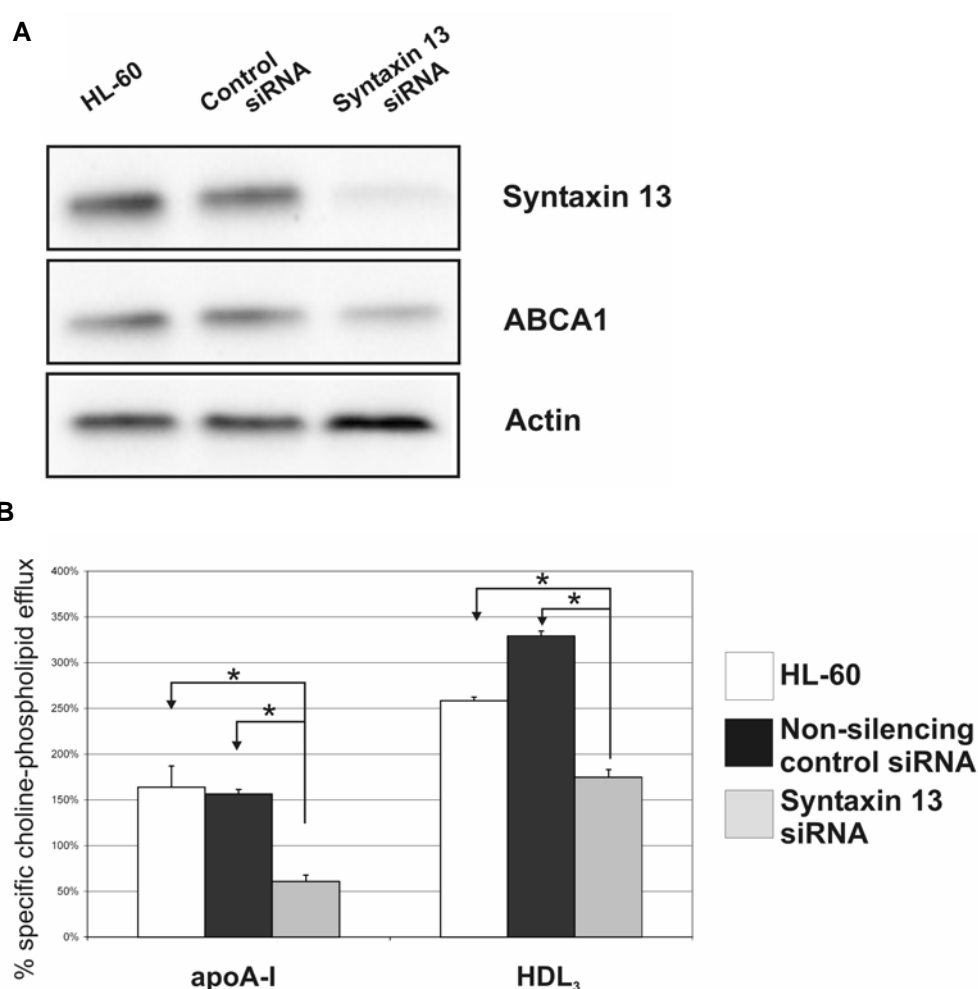 A
HL-60
Control
siRNA
Syntaxin 13
siRNA
Syntaxin 13
ABCA1
Actin
B
% specific choline-phospholipid efflux
400%
350%
300%
250%
200%
150%
100%
50%
0%
*
*
*
*
apoA-I
HDL₃
HL-60
Non-silencing
control siRNA
Syntaxin 13
siRNA